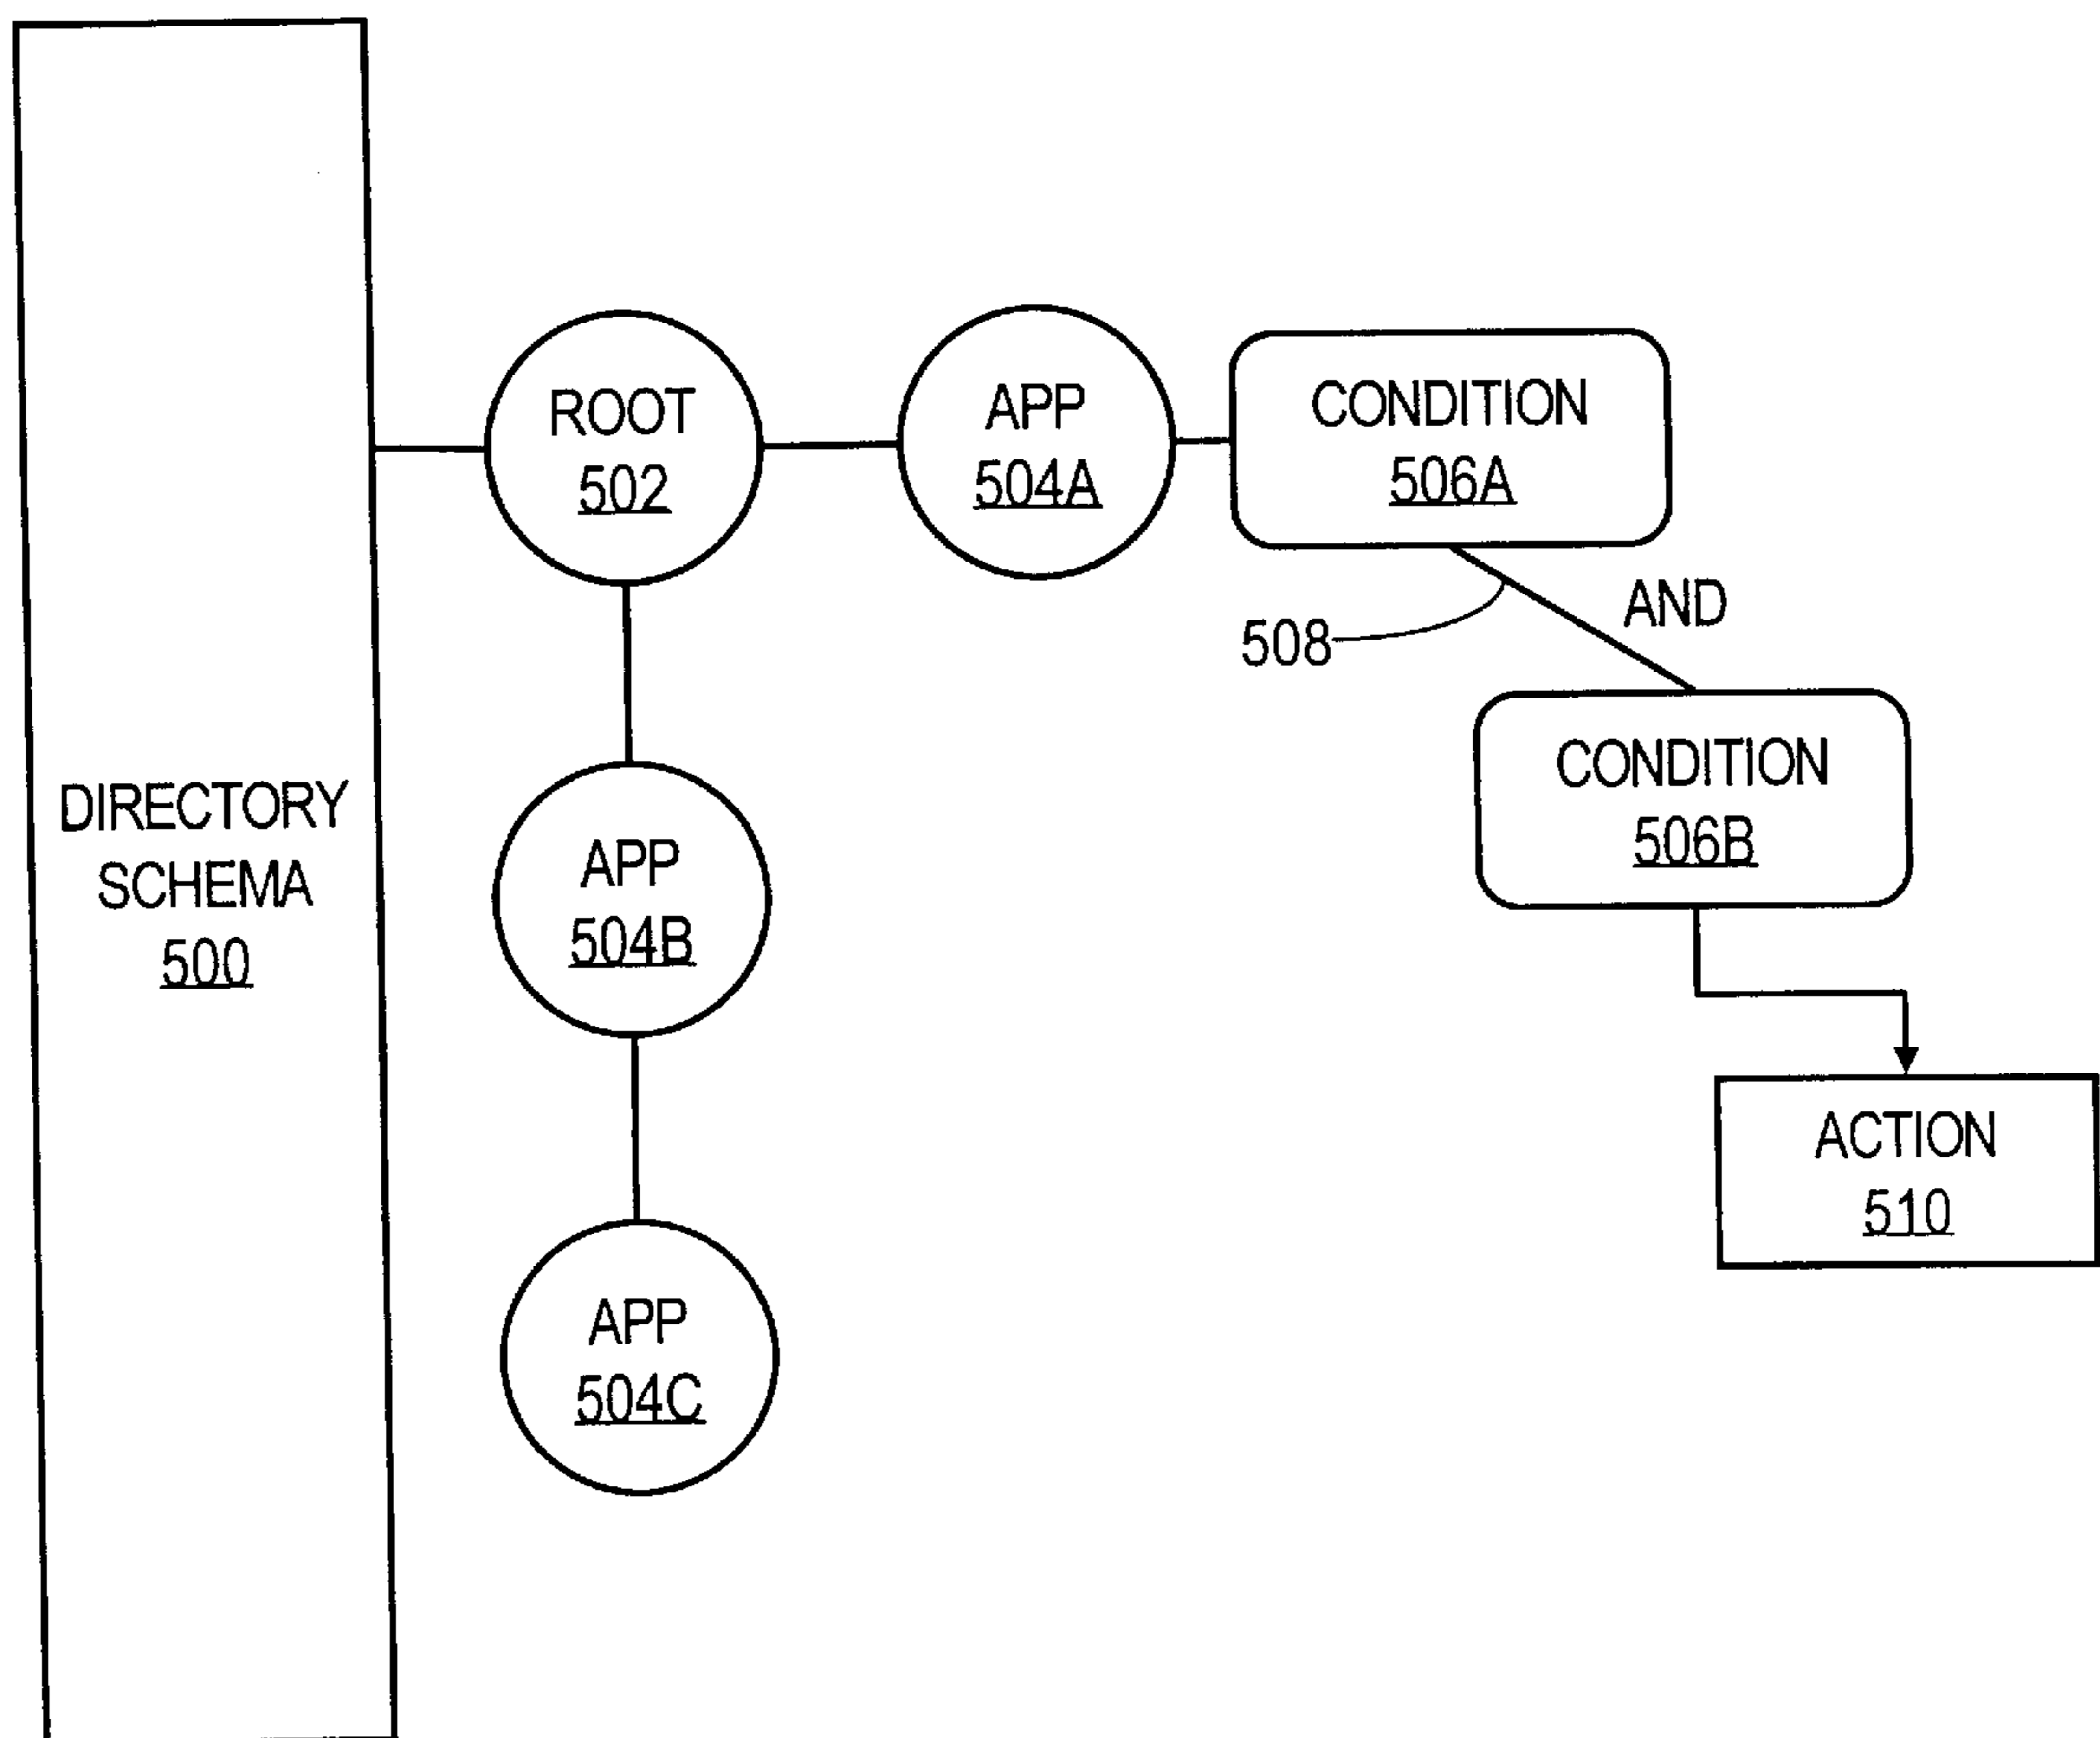 ROOT
502
APP
504A
CONDITION
506A
AND
508
CONDITION
506B
DIRECTORY
SCHEMA
500
APP
504B
ACTION
510
APP
504C